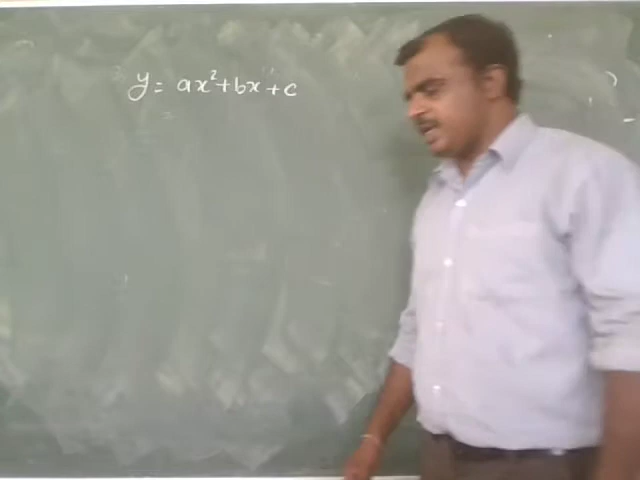 y = ax²+bx+c